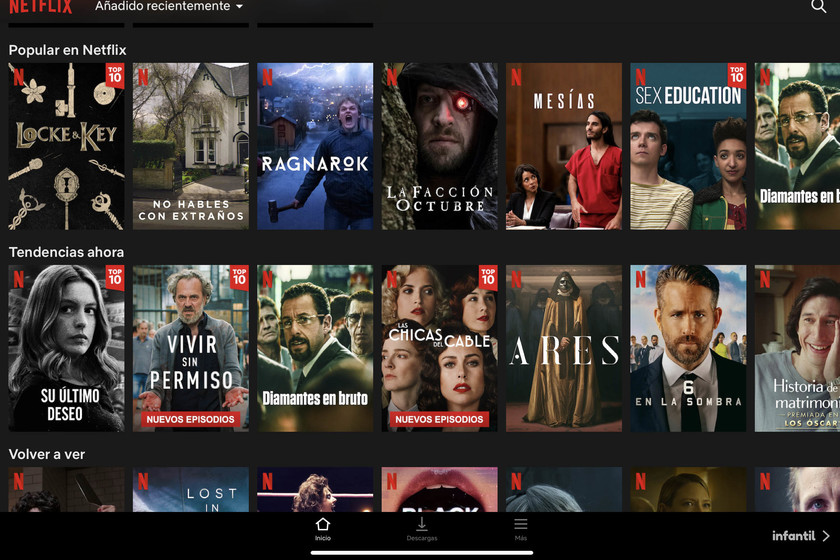 NETFLIX Añadido recientemente
Popular en Netflix
N TOP 10
LOCKE & KEY
N
NO HABLES
CON EXTRAÑOS
N
RAGNAROK
N
LA FACCIÓN
OCTUBRE
N
MESÍAS
N TOP 10
SEX EDUCATION
N
Diamantes en b
Tendencias ahora
N TOP 10
SU ÚLTIMO
DESEO
N TOP 10
VIVIR
SIN
PERMISO
NUEVOS EPISODIOS
N
Diamantes en bruto
N TOP 10
LAS
CHICAS
DEL CABLE
NUEVOS EPISODIOS
N
ARES
N
6
EN LA SOMBRA
N
Historia de
matrimon
PREMIADA EN
LOS ÓSCAR
Volver a ver
N
N
LOST
IN
N
N
BLACK
N
N
N
Inicio
Descargas
Más
infantil